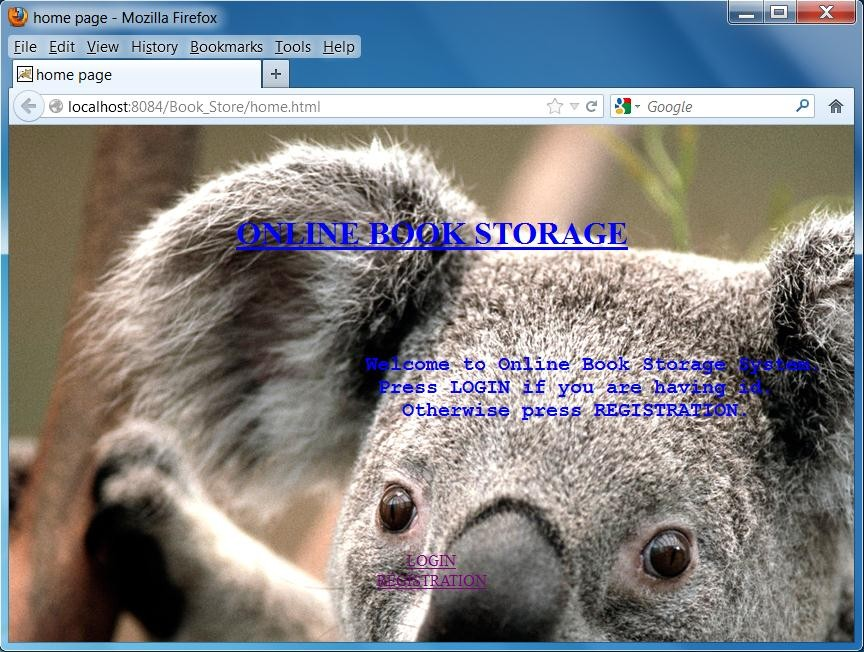 home page - Mozilla Firefox
File Edit View History Bookmarks Tools Help
home page
localhost:8084/Book_Store/home.html Google
ONLINE BOOK STORAGE
Welcome to Online Book Storage System.
Press LOGIN if you are having id.
Otherwise press REGISTRATION.
LOGIN
REGISTRATION